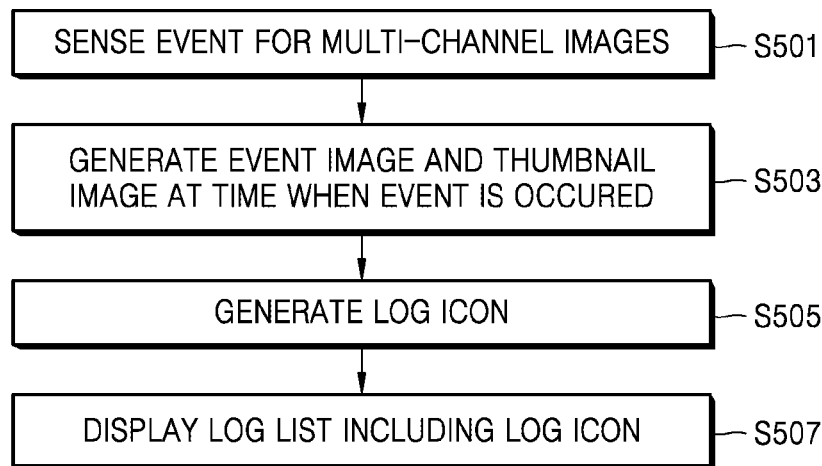 SENSE EVENT FOR MULTI-CHANNEL IMAGES
S501
GENERATE EVENT IMAGE AND THUMBNAIL
IMAGE AT TIME WHEN EVENT IS OCCURED
S503
GENERATE LOG ICON
S505
DISPLAY LOG LIST INCLUDING LOG ICON
S507